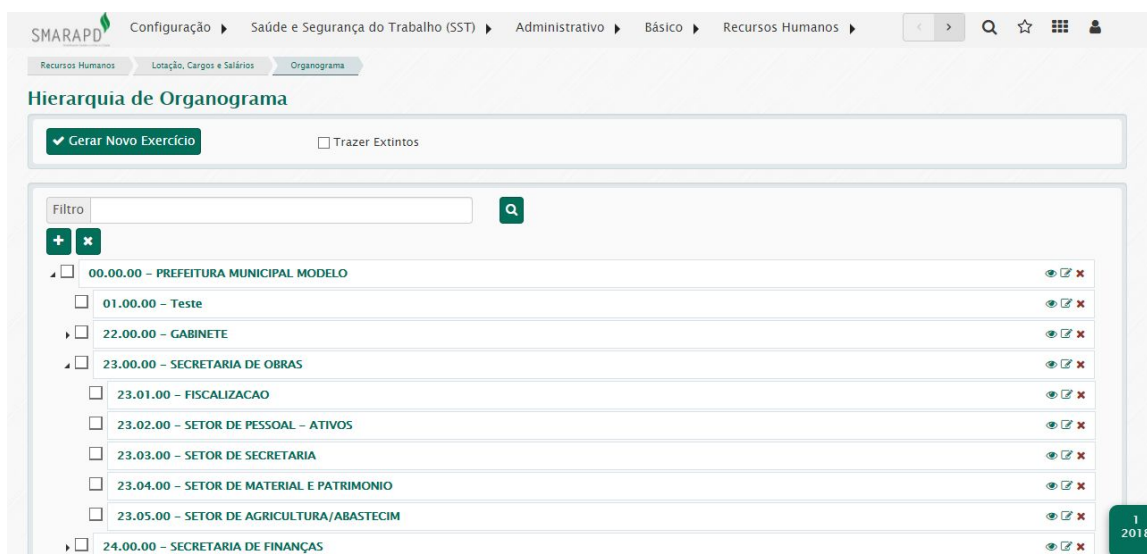 SMARAPD Configuração Saúde e Segurança do Trabalho (SST) Administrativo Básico Recursos Humanos
Recursos Humanos Lotação, Cargos e Salários Organograma
Hierarquia de Organograma
Gerar Novo Exercício Trazer Extintos
Filtro
00.00.00 – PREFEITURA MUNICIPAL MODELO
01.00.00 – Teste
22.00.00 – GABINETE
23.00.00 – SECRETARIA DE OBRAS
23.01.00 – FISCALIZACAO
23.02.00 – SETOR DE PESSOAL – ATIVOS
23.03.00 – SETOR DE SECRETARIA
23.04.00 – SETOR DE MATERIAL E PATRIMONIO
23.05.00 – SETOR DE AGRICULTURA/ABASTECIM
1
2018
24.00.00 – SECRETARIA DE FINANÇAS